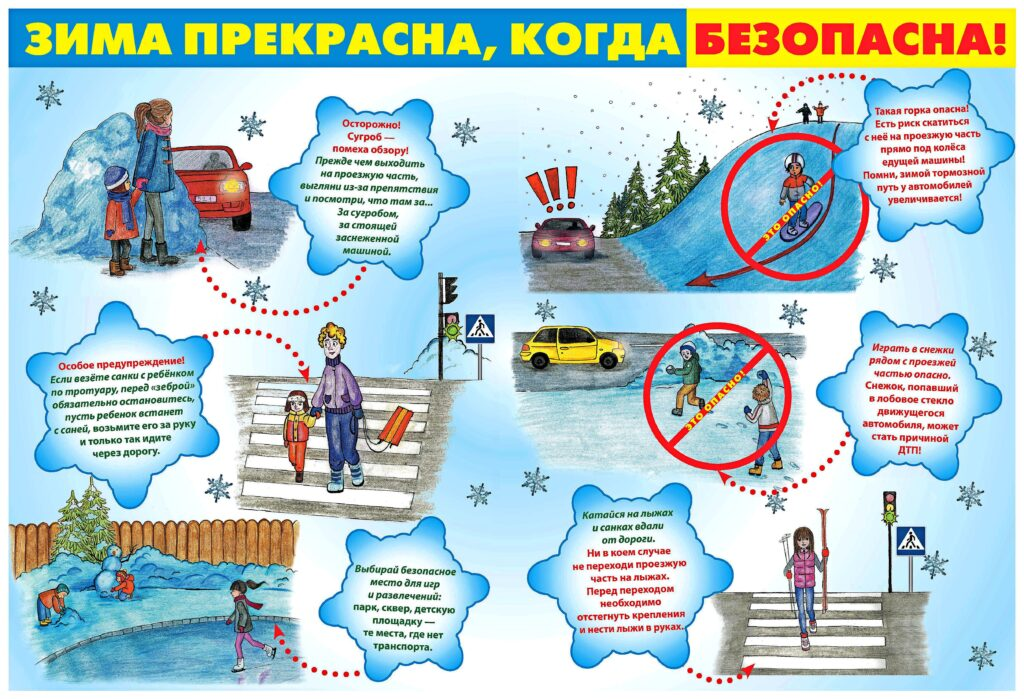 ЗИМА ПРЕКРАСНА, КОГДА БЕЗОПАСНА!
Осторожно!
Сугроб —
помеха обзору!
Прежде чем выходить
на проезжую часть,
выгляни из-за препятствия
и посмотри, что там за...
За сугробом,
за стоящей
заснеженной
машиной.
Такая горка опасна!
Есть риск скатиться
с неё на проезжую часть
прямо под колёса
едущей машины!
Помни, зимой тормозной
путь у автомобилей
увеличивается!
!!!
ЭТО ОПАСНО!
Особое предупреждение!
Если везёте санки с ребёнком
по тротуару, перед «зеброй»
обязательно остановитесь,
пусть ребенок встанет
с саней, возьмите его за руку
и только так идите
через дорогу.
ЭТО ОПАСНО!
Играть в снежки
рядом с проезжей
частью опасно.
Снежок, попавший
в лобовое стекло
движущегося
автомобиля, может
стать причиной
ДТП!
Выбирай безопасное
место для игр
и развлечений:
парк, сквер, детскую
площадку —
те места, где нет
транспорта.
Катайся на лыжах
и санках вдали
от дороги.
Ни в коем случае
не переходи проезжую
часть на лыжах.
Перед переходом
необходимо
отстегнуть крепления
и нести лыжи в руках.